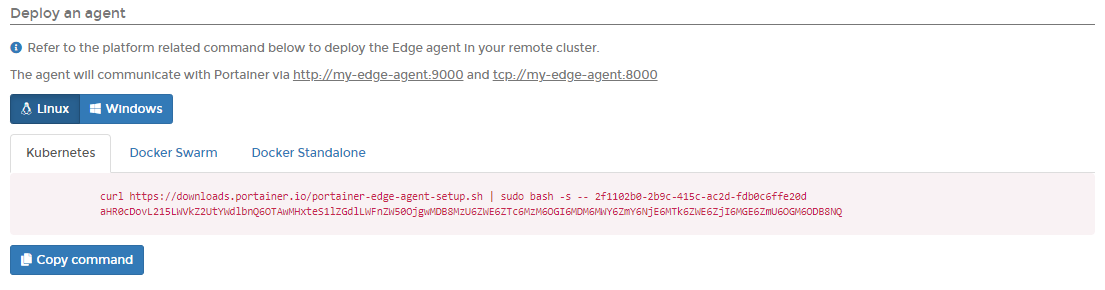 Deploy an agent
Refer to the platform related command below to deploy the Edge agent in your remote cluster.
The agent will communicate with Portainer via http://my-edge-agent:9000 and tcp://my-edge-agent:8000
Linux Windows
Kubernetes Docker Swarm Docker Standalone
curl https://downloads.portainer.io/portainer-edge-agent-setup.sh | sudo bash -s -- 2f1102b0-2b9c-415c-ac2d-fdb0c6ffe20d
aHR0cDovL215LWVkZ2UtYWdlbnQ6OTAwMHxteS1lZGdlLWFnZW50OjgwMDB8MzU6ZWE6ZTc6MzM6OGI6MDM6MWY6ZmY6NjE6MTk6ZWE6ZjI6MGE6ZmU6OGM6ODB8NQ
Copy command